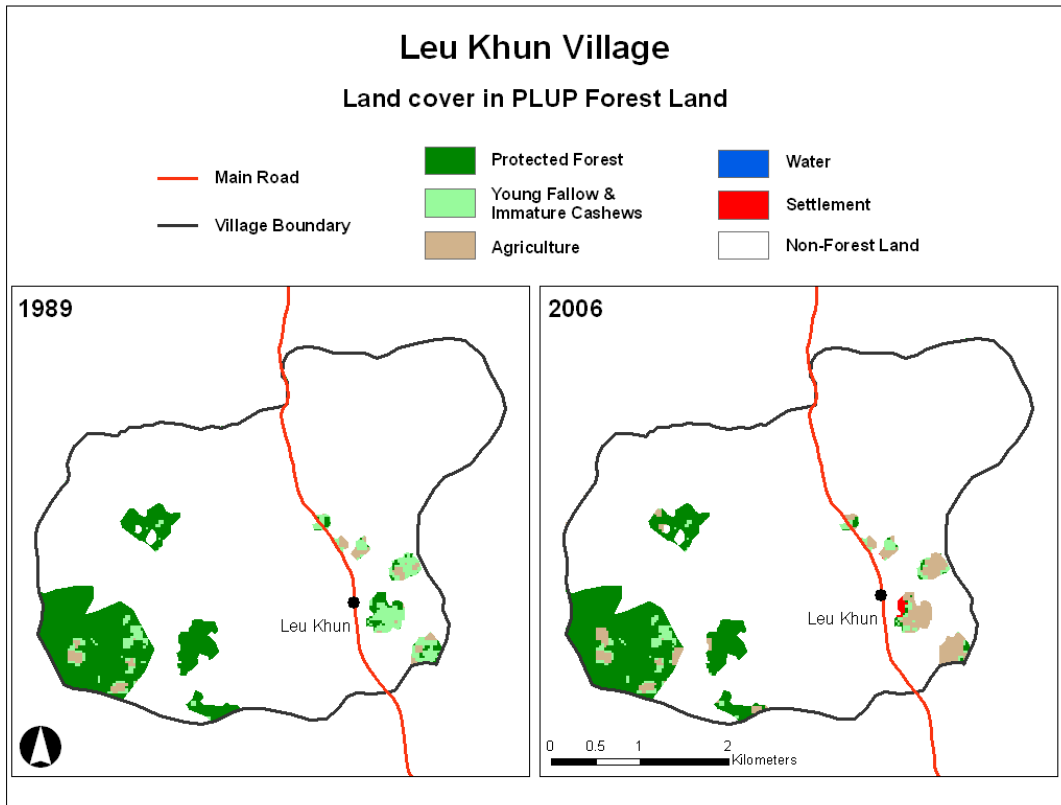 Leu Khun Village
Land cover in PLUP Forest Land
Main Road
Village Boundary
Protected Forest
Young Fallow &
Immature Cashews
Agriculture
Water
Settlement
Non-Forest Land
1989
Leu Khun
2006
Leu Khun
0 0.5 1 2
Kilometers